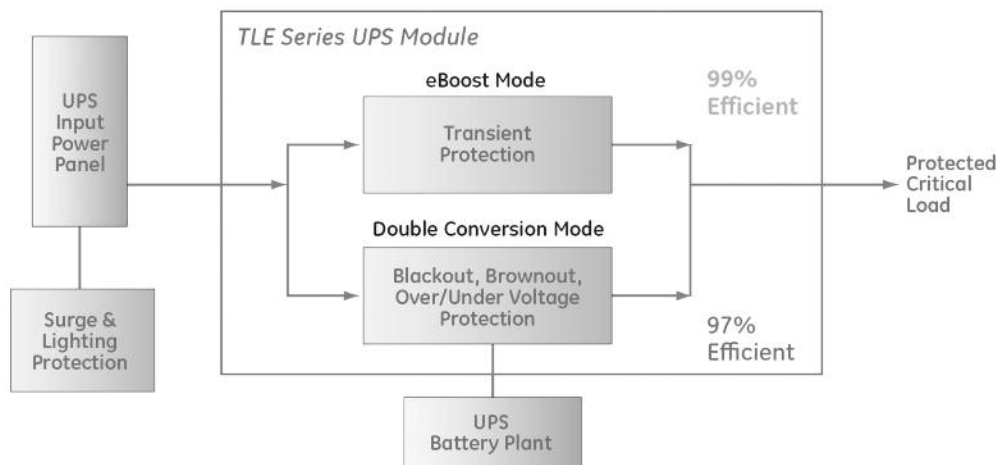 TLE Series UPS Module
eBoost Mode
99%
Efficient
UPS
Input
Power
Panel
Transient
Protection
Protected
Critical
Load
Double Conversion Mode
Blackout, Brownout,
Over/Under Voltage
Protection
Surge &
Lighting
Protection
97%
Efficient
UPS
Battery Plant